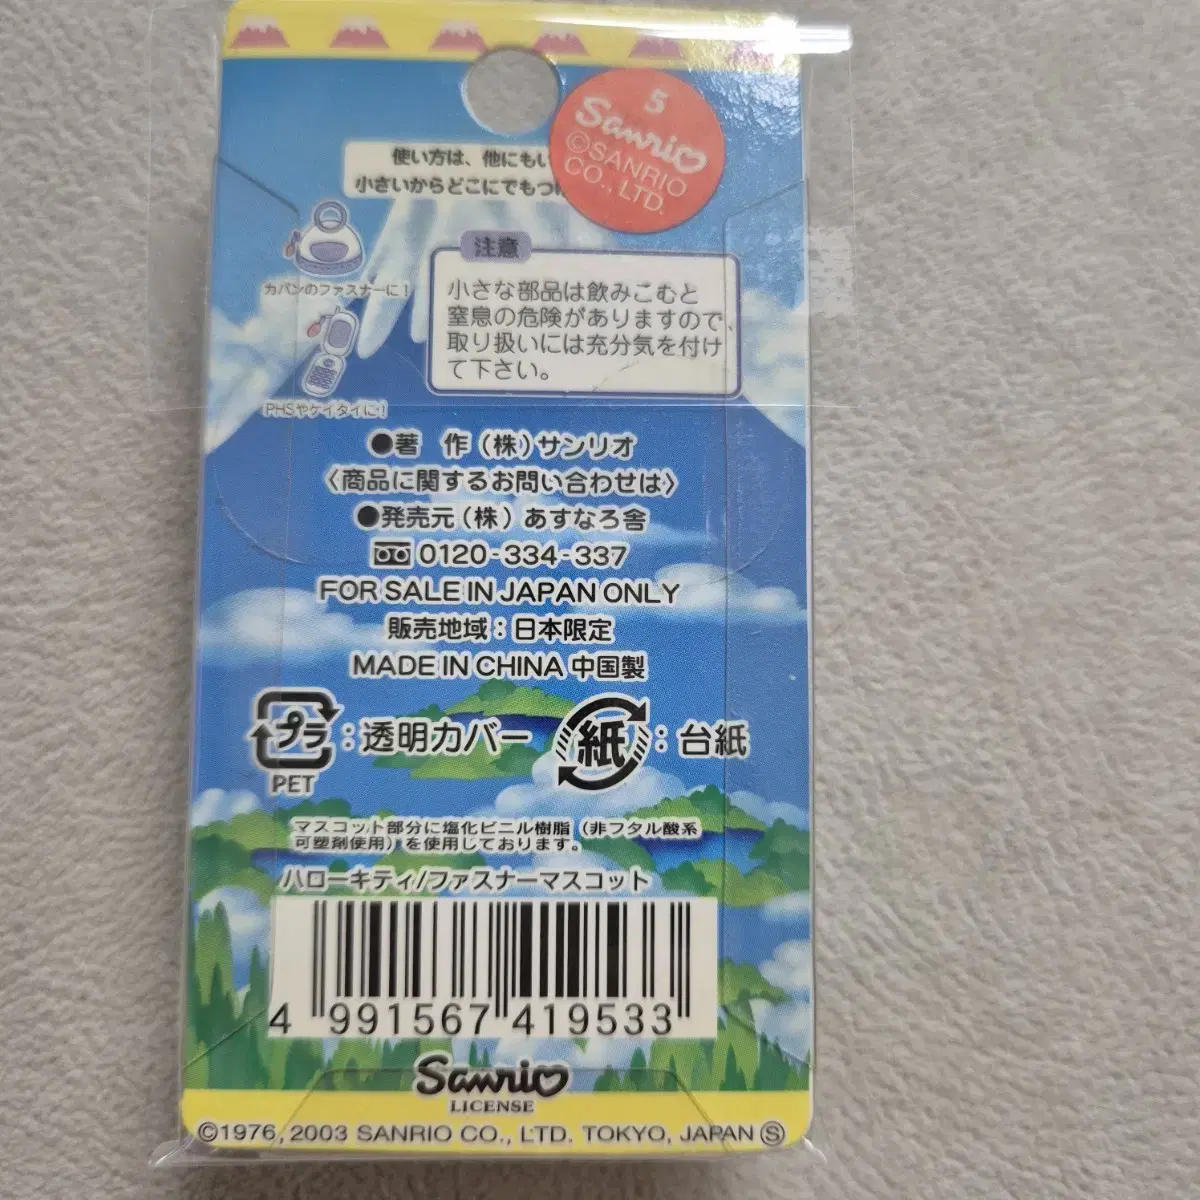 5
Sanrio
©SANRIO
CO., LTD.
使い方は、他にもい
小さいからどこにでもつ
カバンのファスナーに！
PHSやケイタイに！
注意
小さな部品は飲みこむと
窒息の危険がありますので、
取り扱いには充分気を付け
て下さい。
●著 作（株）サンリオ
〈商品に関するお問い合わせは〉
●発売元（株）あすなろ舎
0120-334-337
FOR SALE IN JAPAN ONLY
販売地域：日本限定
MADE IN CHINA 中国製
プラ：透明カバー
PET
紙：台紙
マスコット部分に塩化ビニル樹脂（非フタル酸系
可塑剤使用）を使用しております。
ハローキティ/ファスナーマスコット
4 991567 419533
Sanrio
LICENSE
©1976, 2003 SANRIO CO., LTD. TOKYO, JAPAN Ⓢ